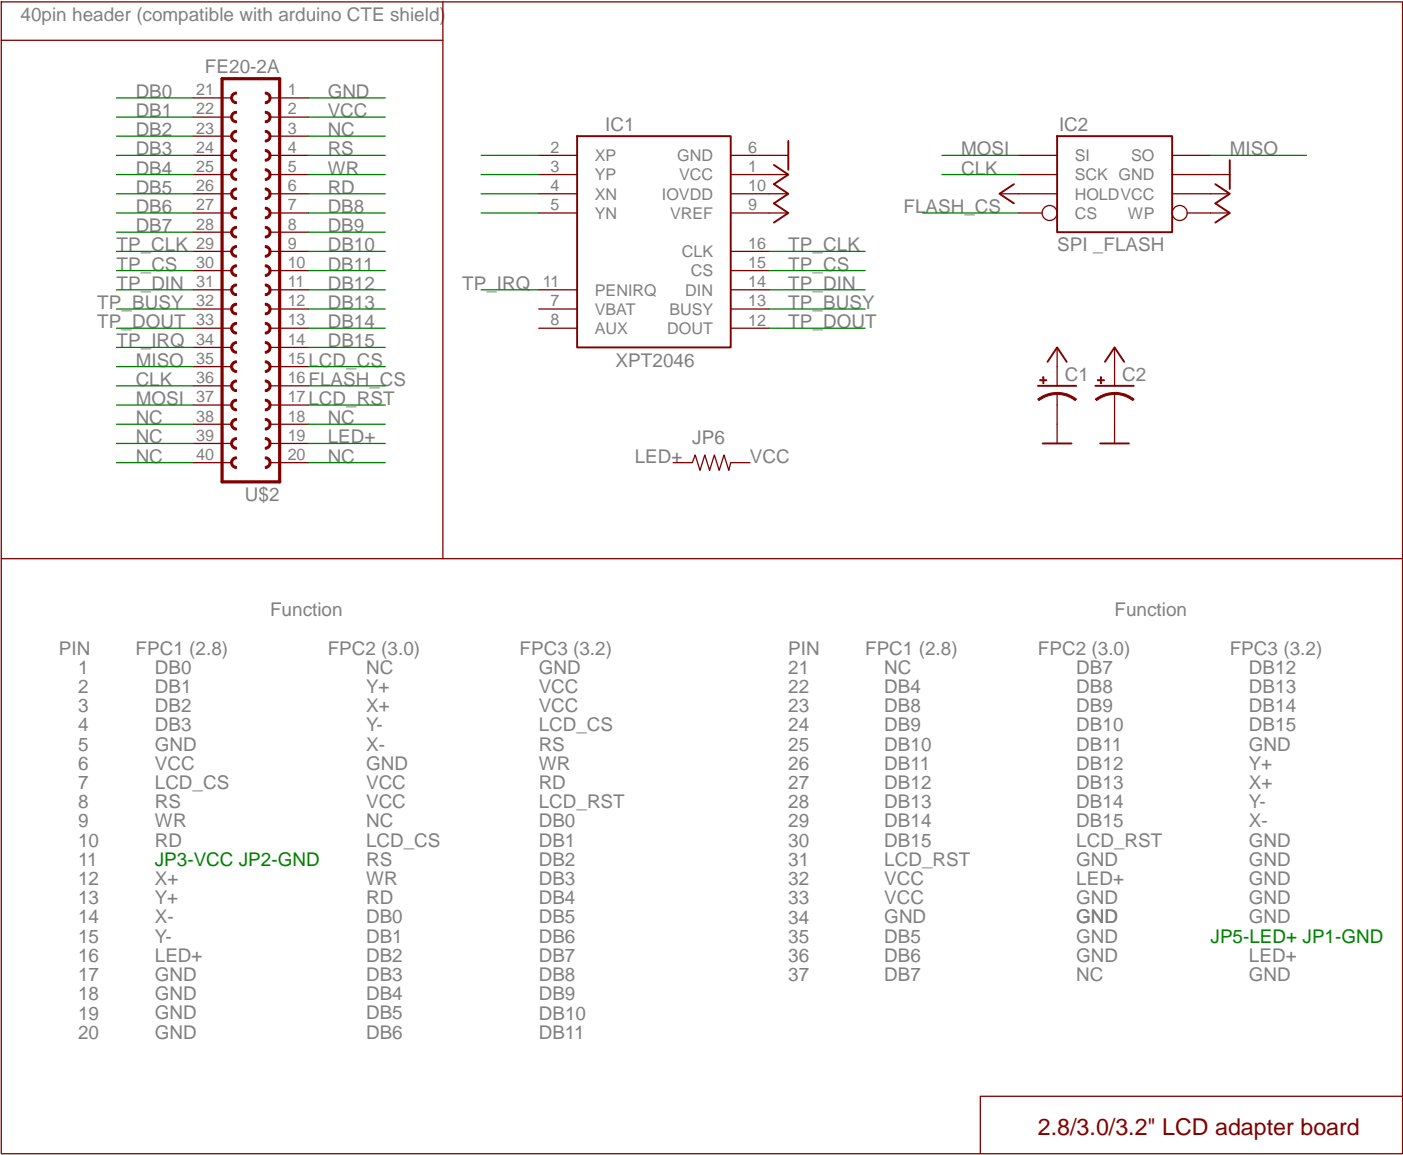 40pin header (compatible with arduino CTE shield)
FE20-2A
DB0 21 1 GND
DB1 22 2 VCC
DB2 23 3 NC
DB3 24 4 RS
DB4 25 5 WR
DB5 26 6 RD
DB6 27 7 DB8
DB7 28 8 DB9
TP_CLK 29 9 DB10
TP_CS 30 10 DB11
TP_DIN 31 11 DB12
TP_BUSY 32 12 DB13
TP_DOUT 33 13 DB14
TP_IRQ 34 14 DB15
MISO 35 15 LCD_CS
CLK 36 16 FLASH_CS
MOSI 37 17 LCD_RST
NC 38 18 NC
NC 39 19 LED+
NC 40 20 NC
U$2
IC1
2 XP GND 6
3 YP VCC 1
4 XN IOVDD 10
5 YN VREF 9
CLK 16 TP_CLK
CS 15 TP_CS
TP_IRQ 11 PENIRQ DIN 14 TP_DIN
7 VBAT BUSY 13 TP_BUSY
8 AUX DOUT 12 TP_DOUT
XPT2046
IC2
MOSI SI SO MISO
CLK SCK GND
HOLD VCC
FLASH_CS CS WP
SPI _FLASH
+ C1 + C2
JP6
LED+ VCC
Function
PIN FPC1 (2.8) FPC2 (3.0) FPC3 (3.2)
1 DB0 NC GND
2 DB1 Y+ VCC
3 DB2 X+ VCC
4 DB3 Y- LCD_CS
5 GND X- RS
6 VCC GND WR
7 LCD_CS VCC RD
8 RS VCC LCD_RST
9 WR NC DB0
10 RD LCD_CS DB1
11 JP3-VCC JP2-GND RS DB2
12 X+ WR DB3
13 Y+ RD DB4
14 X- DB0 DB5
15 Y- DB1 DB6
16 LED+ DB2 DB7
17 GND DB3 DB8
18 GND DB4 DB9
19 GND DB5 DB10
20 GND DB6 DB11
Function
PIN FPC1 (2.8) FPC2 (3.0) FPC3 (3.2)
21 NC DB7 DB12
22 DB4 DB8 DB13
23 DB8 DB9 DB14
24 DB9 DB10 DB15
25 DB10 DB11 GND
26 DB11 DB12 Y+
27 DB12 DB13 X+
28 DB13 DB14 Y-
29 DB14 DB15 X-
30 DB15 LCD_RST GND
31 LCD_RST GND GND
32 VCC LED+ GND
33 VCC GND GND
34 GND GND GND
35 DB5 GND JP5-LED+ JP1-GND
36 DB6 GND LED+
37 DB7 NC GND
2.8/3.0/3.2" LCD adapter board